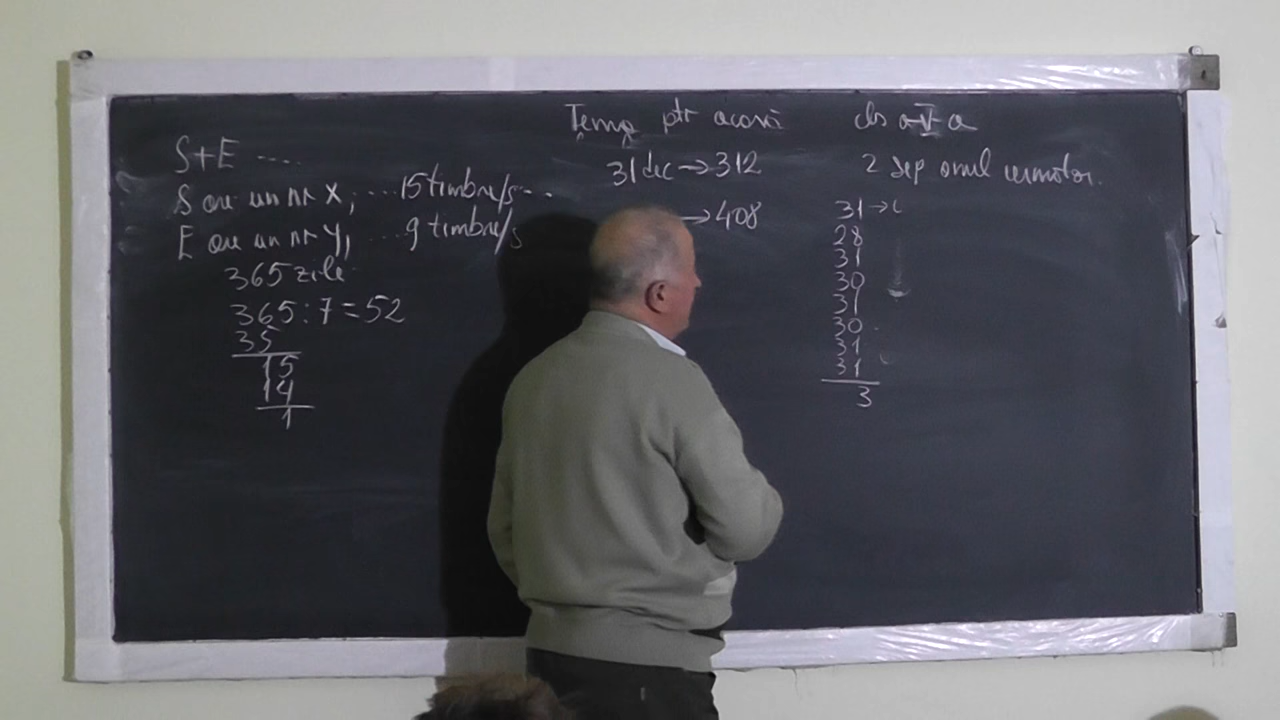 S+E ....
S are un nr X, ... 15 timbre/s...
E are un nr Y, ... 9 timbre/s
365 zile
365:7=52
35
15
14
1
Temă ptr acasă
31 dec → 312
→ 408
cls a V a
2 sep anul următor.
31 →
28
31
30
31
30
31
31
3